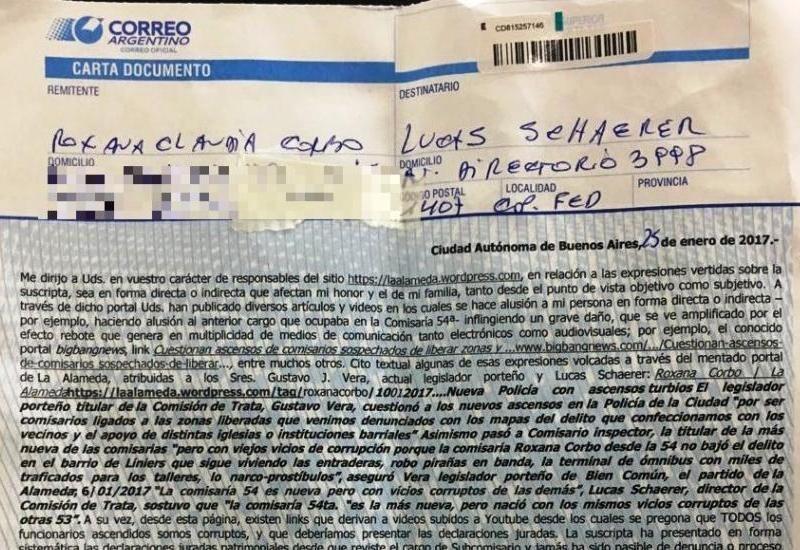 CORREO
ARGENTINO
CORREO OFICIAL
CARTA DOCUMENTO
REMITENTE
ROXANA CLAUDIA CORBO
DOMICILIO
E CD815257146
DESTINATARIO
LUCAS SCHAERER
DOMICILIO
AV. DIRECTORIO 3998
CODIGO POSTAL LOCALIDAD PROVINCIA
1407 CAP. FED
Ciudad Autónoma de Buenos Aires, 25 de enero de 2017.-
Me dirijo a Uds. en vuestro carácter de responsables del sitio https://laalameda.wordpress.com, en relación a las expresiones vertidas sobre la
suscripta, sea en forma directa o indirecta que afectan mi honor y el de mi familia, tanto desde el punto de vista objetivo como subjetivo. A
través de dicho portal Uds. han publicado diversos artículos y videos en los cuales se hace alusión a mi persona en forma directa o indirecta –
por ejemplo, haciendo alusión al anterior cargo que ocupaba en la Comisaría 54ª- inflingiendo un grave daño, que se ve amplificado por el
efecto rebote que genera en multiplicidad de medios de comunicación tanto electrónicos como audiovisuales; por ejemplo, el conocido
portal bigbangnews, link Cuestionan ascensos de comisarios sospechados de liberar zonas y ...www.bigbangnews.com/.../Cuestionan-ascensos-
de-comisarios-sospechados-de-liberar..., entre muchos otros. Cito textual algunas de esas expresiones volcadas a través del mentado portal
de La Alameda, atribuidas a los Sres. Gustavo J. Vera, actual legislador porteño y Lucas Schaerer: Roxana Corbo / La
Alamedahttps://laalameda.wordpress.com/tag/roxanacorbo/10012017....Nueva Policía con ascensos turbios El legislador
porteño titular de la Comisión de Trata, Gustavo Vera, cuestionó a los nuevos ascensos en la Policía de la Ciudad "por ser
comisarios ligados a las zonas liberadas que venimos denunciados con los mapas del delito que confeccionamos con los
vecinos y el apoyo de distintas iglesias o instituciones barriales" Asimismo pasó a Comisario inspector, la titular de la más
nueva de las comisarias "pero con viejos vicios de corrupción porque la comisaría Roxana Corbo desde la 54 no bajó el delito
en el barrio de Liniers que sigue viviendo las entraderas, robo pirañas en banda, la terminal de ómnibus con miles de
traficados para los talleres, lo narco-prostíbulos", aseguró Vera legislador porteño de Bien Común, el partido de la
Alameda; 6/01/2017 "La comisaría 54 es nueva pero con vicios corruptos de las demás", Lucas Schaerer, director de la
Comisión de Trata, sostuvo que "la comisaría 54ta. "es la más nueva, pero nació con los mismos vicios corruptos de las
otras 53". A su vez, desde esta página, existen links que derivan a videos subidos a Youtube desde los cuales se pregona que TODOS los
funcionarios ascendidos somos corruptos, y que deberíamos presentar las declaraciones juradas. La suscripta ha presentado en forma
sistemática las declaraciones juradas patrimoniales desde que reviste el cargo de Subcomisario y jamás ha sido pasible de denuncia o proceso